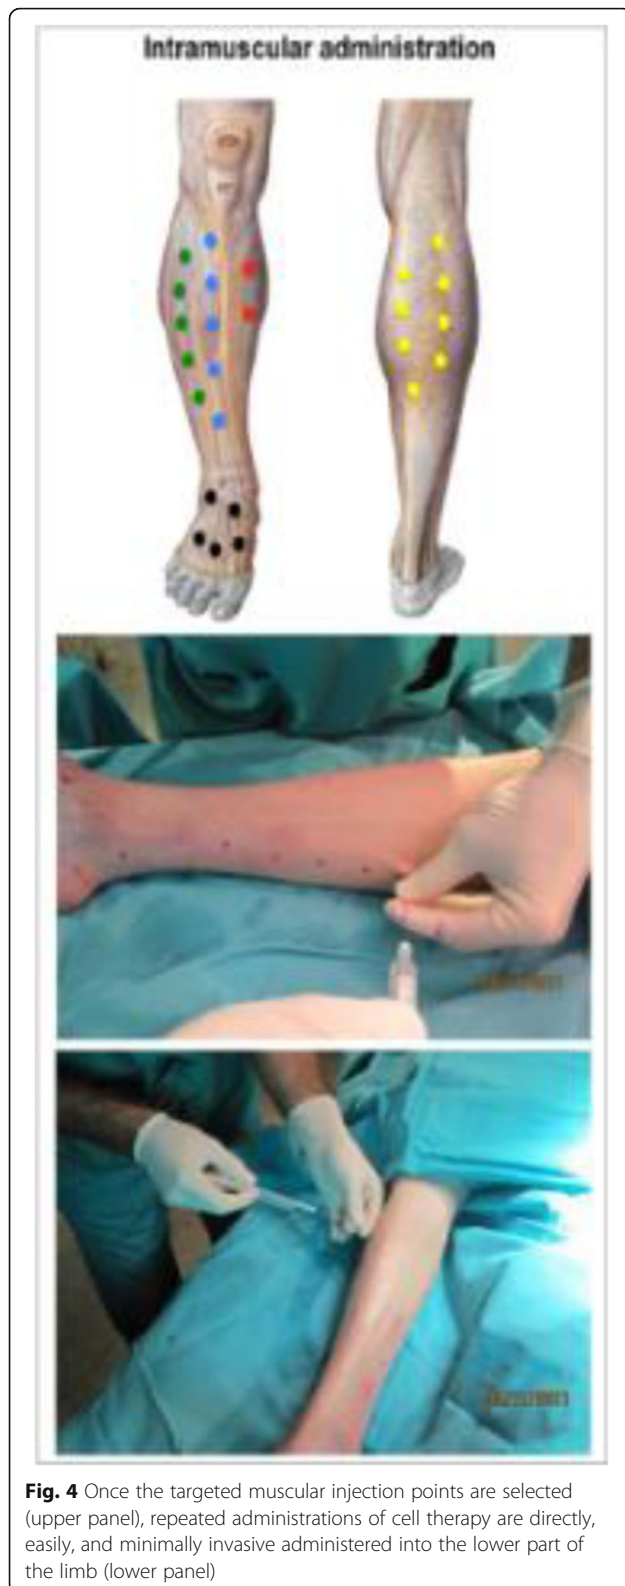 Intramuscular administration
Fig. 4 Once the targeted muscular injection points are selected
(upper panel), repeated administrations of cell therapy are directly,
easily, and minimally invasive administered into the lower part of
the limb (lower panel)